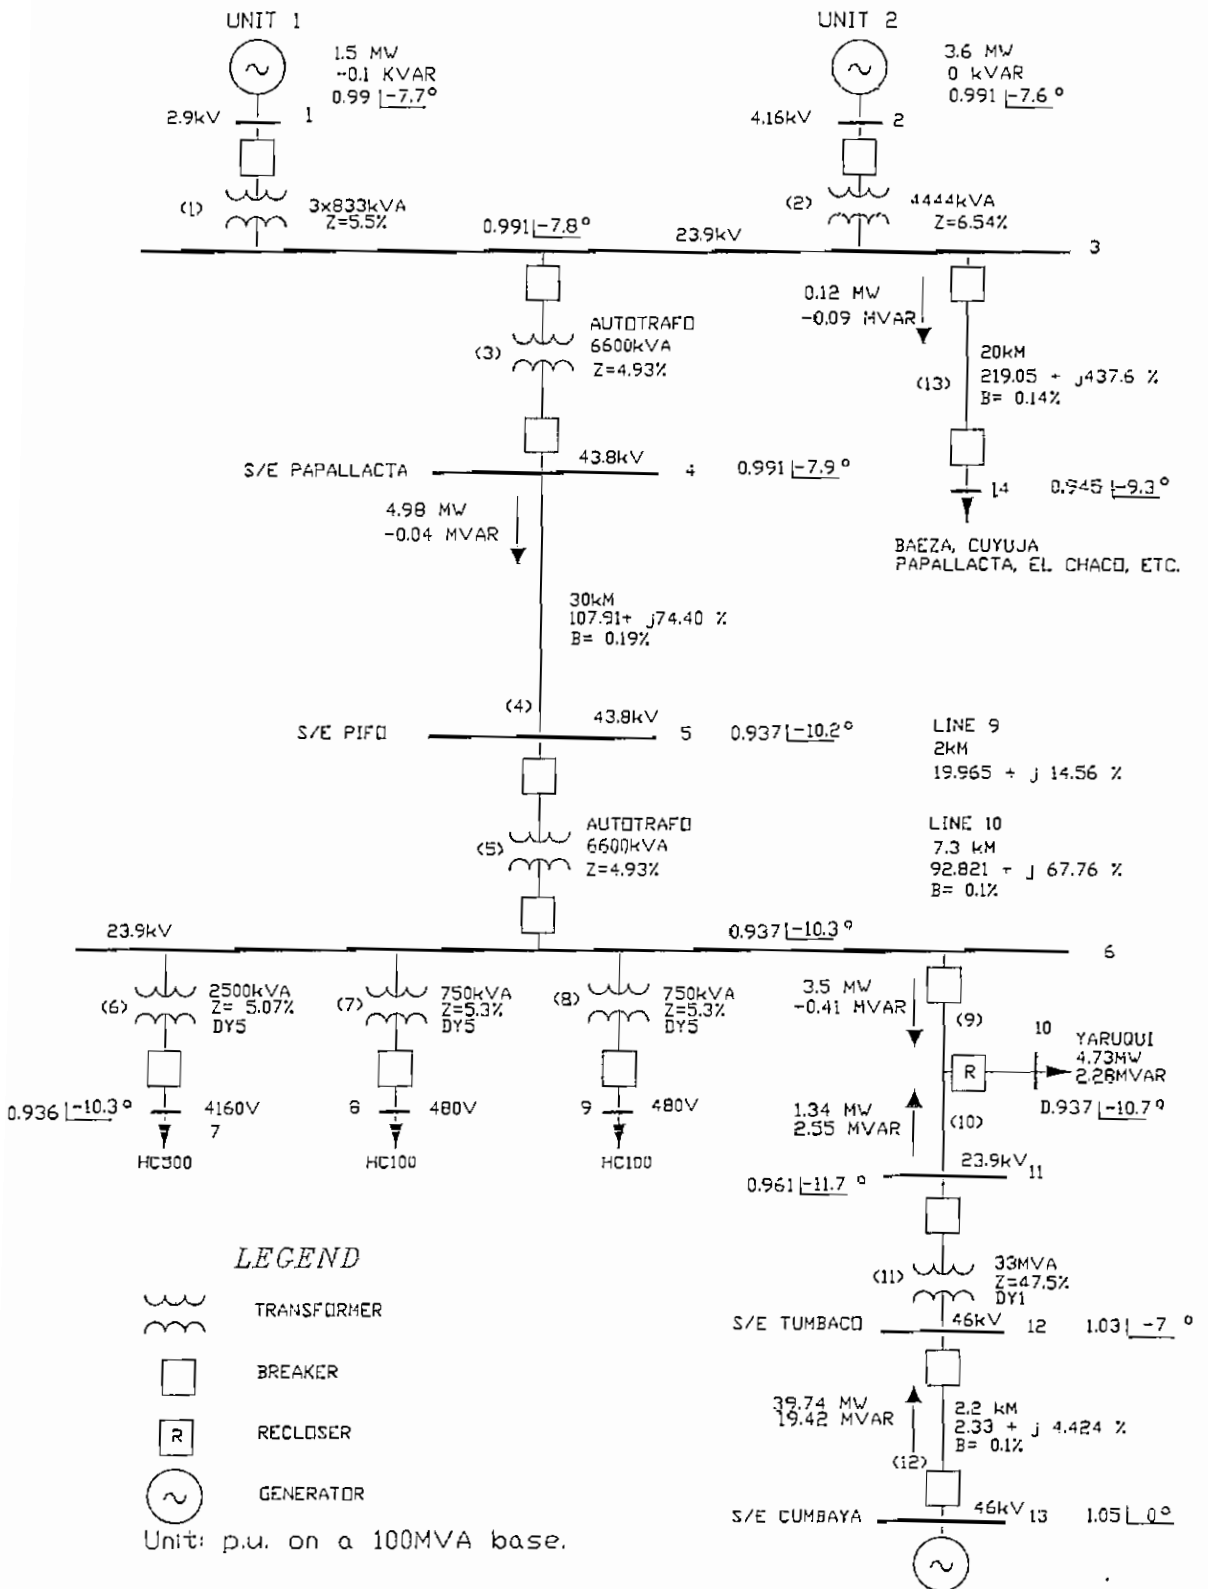 UNIT 1
1.5 MW
-0.1 KVAR
0.99 |-7.7°
2.9kV
1
(1)
3x833kVA
Z=5.5%
UNIT 2
3.6 MW
0 kVAR
0.991 |-7.6°
4.16kV
2
(2)
4444kVA
Z=6.54%
0.991|-7.8°
23.9kV
3
(3)
AUTOTRAFO
6600kVA
Z=4.93%
0.12 MW
-0.09 MVAR
(13)
20kM
219.05 + j437.6 %
B= 0.14%
S/E PAPALLACTA
43.8kV
4
0.991 |-7.9°
14
0.945 |-9.3°
BAEZA, CUYUJA
PAPALLACTA, EL CHACO, ETC.
4.98 MW
-0.04 MVAR
30kM
107.91+ j74.40 %
B= 0.19%
(4)
S/E PIFO
43.8kV
5
0.937|-10.2°
LINE 9
2kM
19.965 + j 14.56 %
LINE 10
7.3 kM
92.821 + j 67.76 %
B= 0.1%
(5)
AUTOTRAFO
6600kVA
Z=4.93%
23.9kV
0.937|-10.3°
6
(6)
2500kVA
Z= 5.07%
DY5
(7)
750kVA
Z=5.3%
DY5
(8)
750kVA
Z=5.3%
DY5
3.5 MW
-0.41 MVAR
(9)
10
YARUQUI
4.73MW
2.28MVAR
0.937 |-10.7°
R
0.936 |-10.3°
4160V
7
HC300
8
480V
HC100
9
480V
HC100
1.34 MW
2.55 MVAR
(10)
23.9kV
11
0.961|-11.7°
(11)
33MVA
Z=47.5%
DY1
S/E TUMBACO
46kV
12
1.03| -7°
39.74 MW
19.42 MVAR
2.2 kM
2.33 + j 4.424 %
B= 0.1%
(12)
S/E CUMBAYA
46kV
13
1.05| 0°
LEGEND
TRANSFORMER
BREAKER
R
RECLOSER
GENERATOR
Unit: p.u. on a 100MVA base.